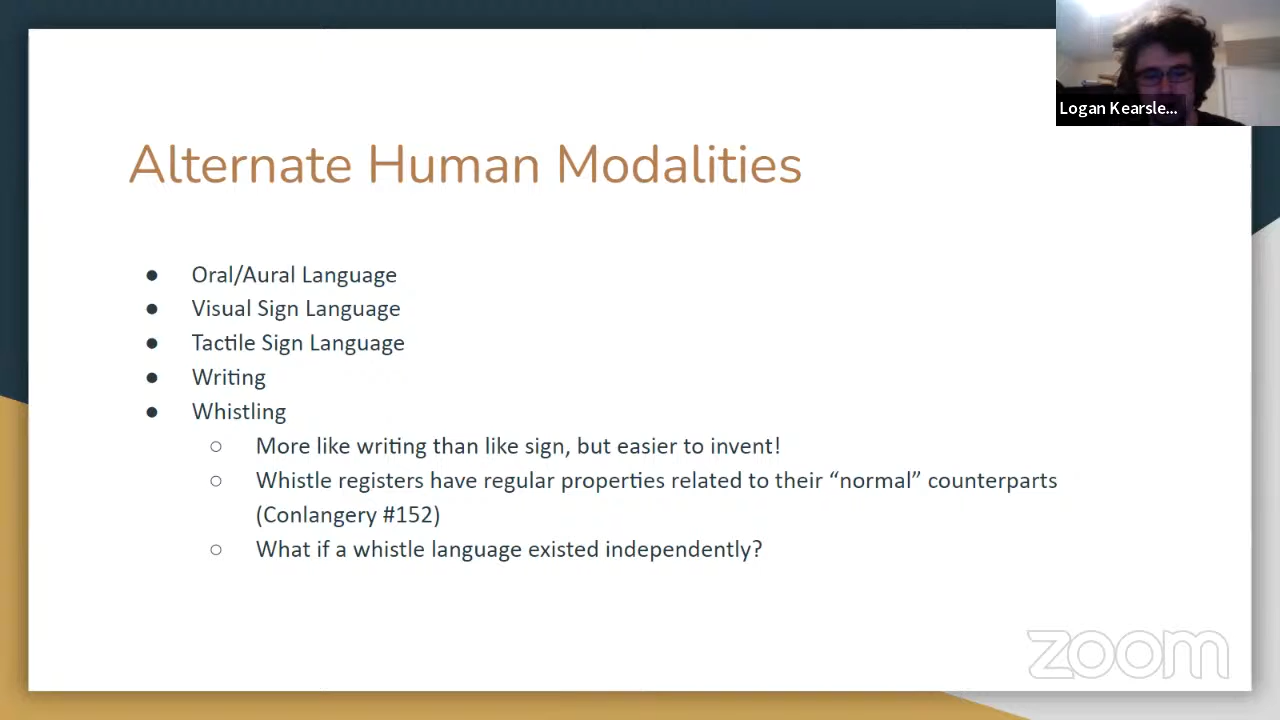 Logan Kearsle...
Alternate Human Modalities
● Oral/Aural Language
● Visual Sign Language
● Tactile Sign Language
● Writing
● Whistling
○ More like writing than like sign, but easier to invent!
○ Whistle registers have regular properties related to their “normal” counterparts
(Conlangery #152)
○ What if a whistle language existed independently?
zoom